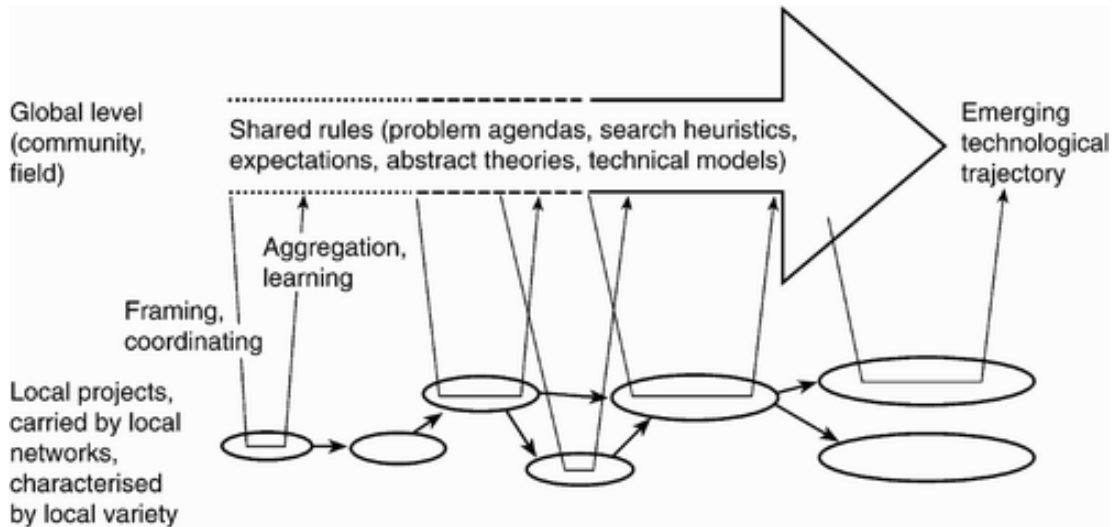 Global level
(community,
field)
Shared rules (problem agendas, search heuristics,
expectations, abstract theories, technical models)
Emerging
technological
trajectory
Aggregation,
learning
Framing,
coordinating
Local projects,
carried by local
networks,
characterised
by local variety